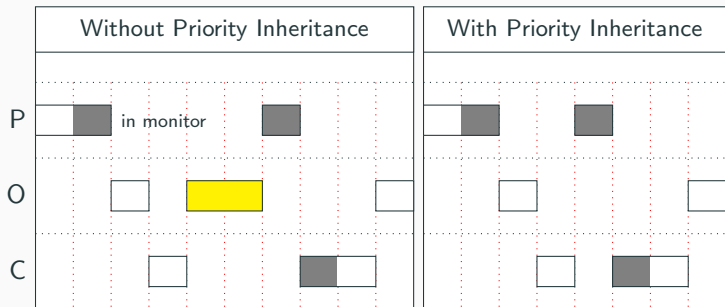 Without Priority Inheritance
With Priority Inheritance
P
in monitor
O
C